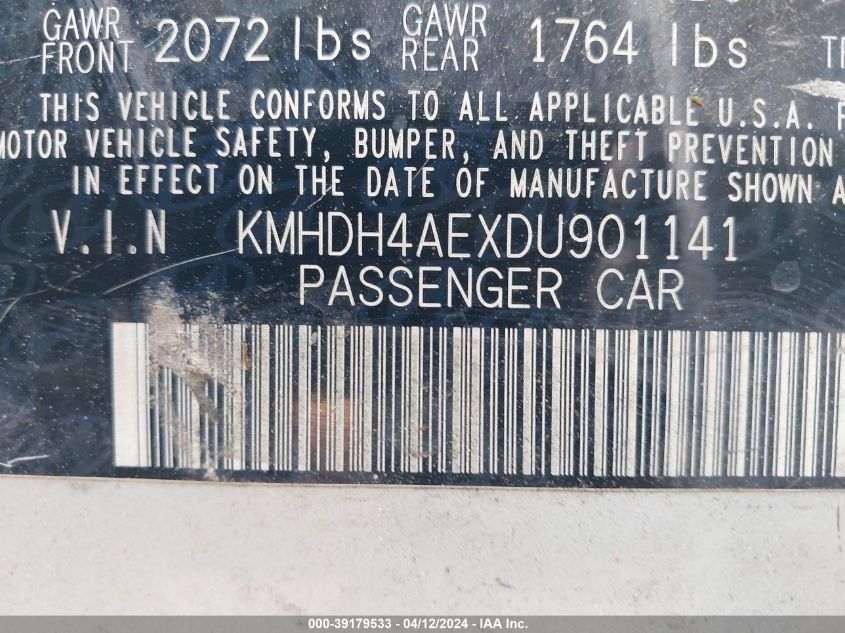 GAWR FRONT 2072 lbs GAWR REAR 1764 lbs
THIS VEHICLE CONFORMS TO ALL APPLICABLE U.S.A.
MOTOR VEHICLE SAFETY, BUMPER, AND THEFT PREVENTION
IN EFFECT ON THE DATE OF MANUFACTURE SHOWN
V.I.N KMHDH4AEXDU901141
PASSENGER CAR
000-39179533 - 04/12/2024 - IAA Inc.